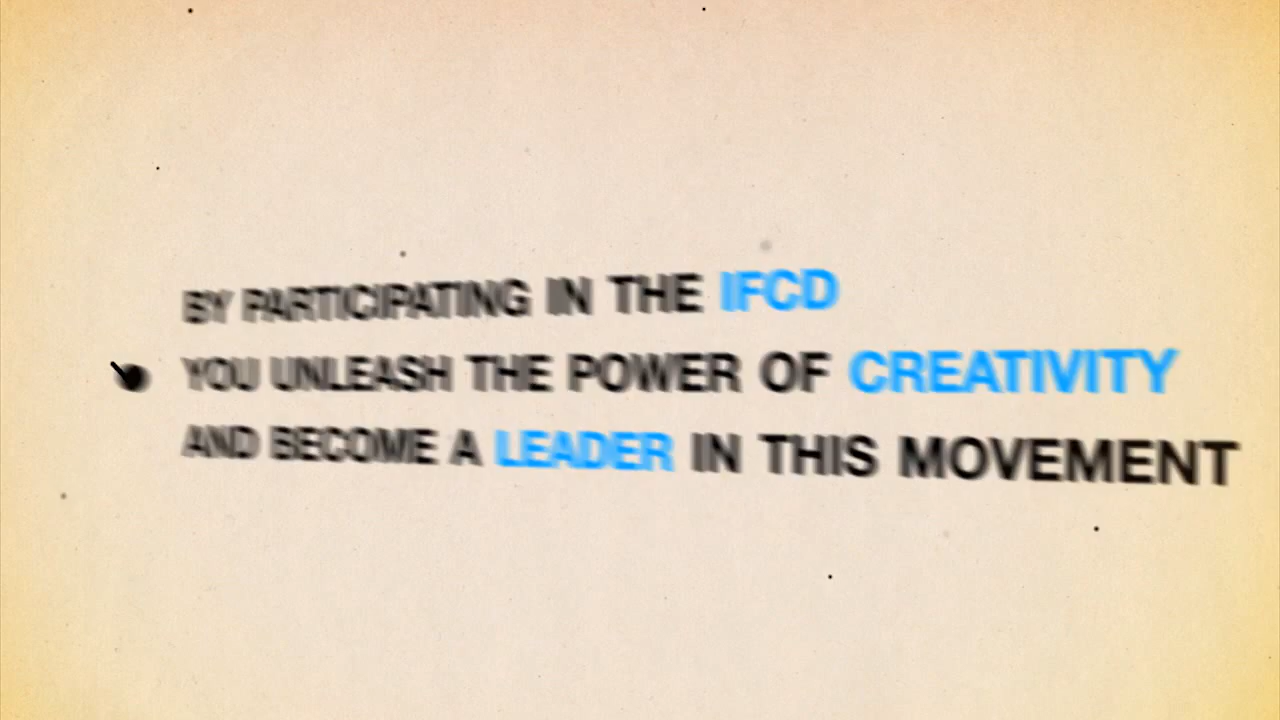 BY PARTICIPATING IN THE IFCD
YOU UNLEASH THE POWER OF CREATIVITY
AND BECOME A LEADER IN THIS MOVEMENT